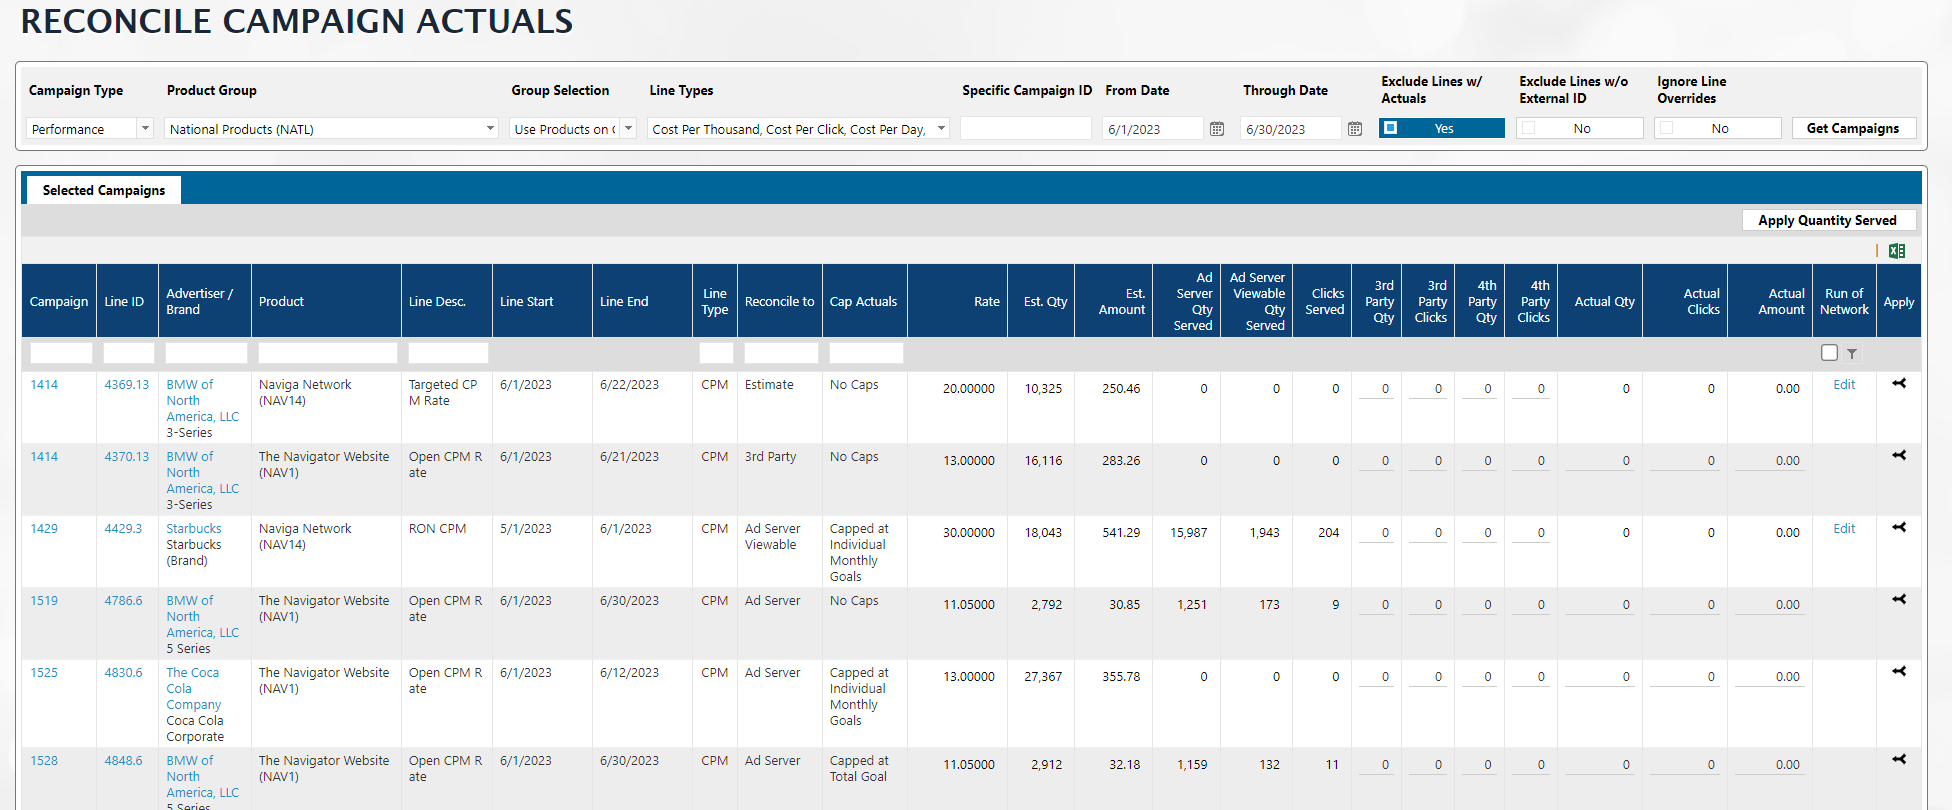 RECONCILE CAMPAIGN ACTUALS
Campaign Type
Product Group
Group Selection
Line Types
Specific Campaign ID
From Date
Through Date
Exclude Lines w/
Actuals
Exclude Lines w/o
External ID
Ignore Line
Overrides
Performance
National Products (NATL)
Use Products on
Cost Per Thousand, Cost Per Click, Cost Per Day,
6/1/2023
6/30/2023
Yes
No
No
Get Campaigns
Selected Campaigns
Apply Quantity Served
Campaign
Line ID
Advertiser /
Brand
Product
Line Desc.
Line Start
Line End
Line
Type
Reconcile to
Cap Actuals
Rate
Est. Qty
Est.
Amount
Ad
Server
Qty
Served
Ad Server
Viewable
Qty
Served
Clicks
Served
3rd
Party
Qty
3rd
Party
Clicks
4th
Party
Qty
4th
Party
Clicks
Actual Qty
Actual
Clicks
Actual
Amount
Run of
Network
Apply
1414 4369.13 BMW of Naviga Network Targeted CP 6/1/2023 6/22/2023 CPM Estimate No Caps 20.00000 10,325 250.46 0 0 0 0 0 0 0 0 0 0.00 Edit
North (NAV14) M Rate
America, LLC
3-Series
1414 4370.13 BMW of The Navigator Website Open CPM R 6/1/2023 6/21/2023 CPM 3rd Party No Caps 13.00000 16,116 283.26 0 0 0 0 0 0 0 0 0 0.00
North (NAV1) ate
America, LLC
3-Series
1429 4429.3 Starbucks Naviga Network RON CPM 5/1/2023 6/1/2023 CPM Ad Server Capped at 30.00000 18,043 541.29 15,987 1,943 204 0 0 0 0 0 0 0.00 Edit
Starbucks (NAV14) Viewable Individual
(Brand) Monthly
Goals
1519 4786.6 BMW of The Navigator Website Open CPM R 6/1/2023 6/30/2023 CPM Ad Server No Caps 11.05000 2,792 30.85 1,251 173 9 0 0 0 0 0 0 0.00
North (NAV1) ate
America, LLC
5 Series
1525 4830.6 The Coca The Navigator Website Open CPM R 6/1/2023 6/12/2023 CPM Ad Server Capped at 13.00000 27,367 355.78 0 0 0 0 0 0 0 0 0 0.00
Cola (NAV1) ate Individual
Company Monthly
Coca Cola Goals
Corporate
1528 4848.6 BMW of The Navigator Website Open CPM R 6/1/2023 6/30/2023 CPM Ad Server Capped at 11.05000 2,912 32.18 1,159 132 11 0 0 0 0 0 0 0.00
North (NAV1) ate Total Goal
America, LLC
5 Series